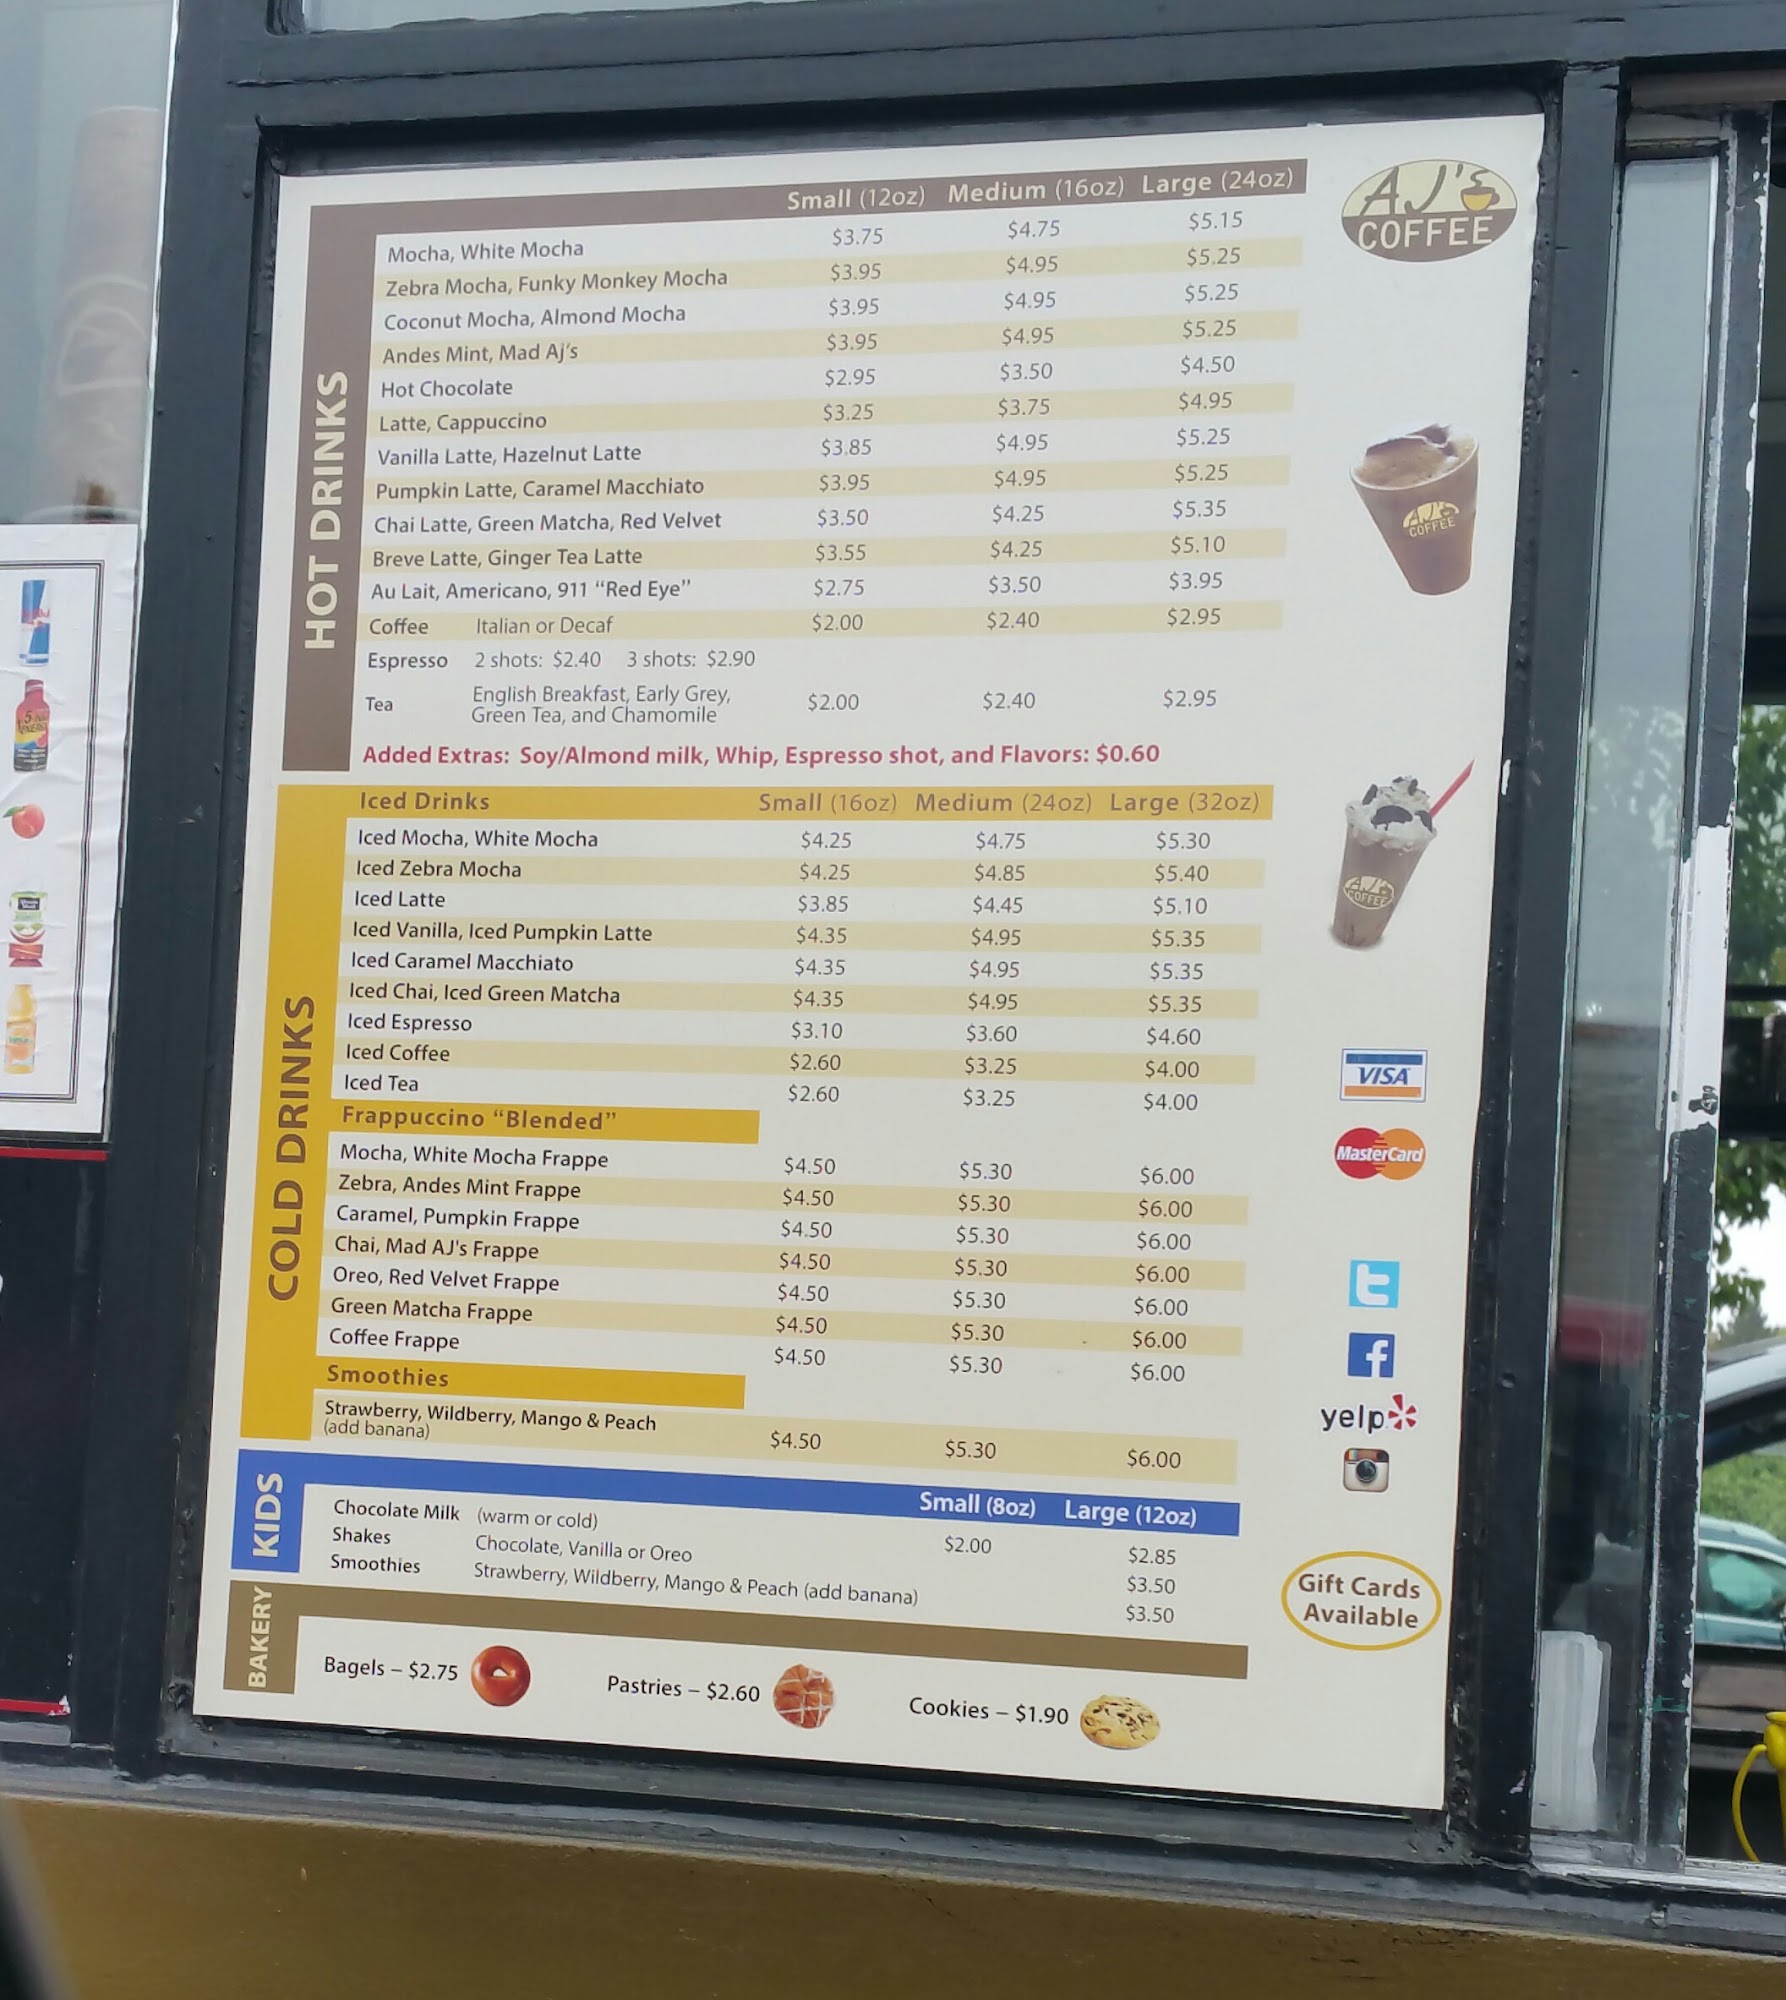 Small (12oz) Medium (16oz) Large (24oz)
AJ'S
COFFEE
HOT DRINKS
Mocha, White Mocha $3.75 $4.75 $5.15
Zebra Mocha, Funky Monkey Mocha $3.95 $4.95 $5.25
Coconut Mocha, Almond Mocha $3.95 $4.95 $5.25
Andes Mint, Mad Aj's $3.95 $4.95 $5.25
Hot Chocolate $2.95 $3.50 $4.50
Latte, Cappuccino $3.25 $3.75 $4.95
Vanilla Latte, Hazelnut Latte $3.85 $4.95 $5.25
Pumpkin Latte, Caramel Macchiato $3.95 $4.95 $5.25
Chai Latte, Green Matcha, Red Velvet $3.50 $4.25 $5.35
Breve Latte, Ginger Tea Latte $3.55 $4.25 $5.10
Au Lait, Americano, 911 "Red Eye" $2.75 $3.50 $3.95
Coffee Italian or Decaf $2.00 $2.40 $2.95
Espresso 2 shots: $2.40 3 shots: $2.90
Tea English Breakfast, Early Grey, $2.00 $2.40 $2.95
Green Tea, and Chamomile
Added Extras: Soy/Almond milk, Whip, Espresso shot, and Flavors: $0.60
AJ'S
COFFEE
COLD DRINKS
Iced Drinks Small (16oz) Medium (24oz) Large (32oz)
Iced Mocha, White Mocha $4.25 $4.75 $5.30
Iced Zebra Mocha $4.25 $4.85 $5.40
Iced Latte $3.85 $4.45 $5.10
Iced Vanilla, Iced Pumpkin Latte $4.35 $4.95 $5.35
Iced Caramel Macchiato $4.35 $4.95 $5.35
Iced Chai, Iced Green Matcha $4.35 $4.95 $5.35
Iced Espresso $3.10 $3.60 $4.60
Iced Coffee $2.60 $3.25 $4.00
Iced Tea $2.60 $3.25 $4.00
Frappuccino "Blended"
Mocha, White Mocha Frappe $4.50 $5.30 $6.00
Zebra, Andes Mint Frappe $4.50 $5.30 $6.00
Caramel, Pumpkin Frappe $4.50 $5.30 $6.00
Chai, Mad AJ's Frappe $4.50 $5.30 $6.00
Oreo, Red Velvet Frappe $4.50 $5.30 $6.00
Green Matcha Frappe $4.50 $5.30 $6.00
Coffee Frappe $4.50 $5.30 $6.00
Smoothies
Strawberry, Wildberry, Mango & Peach $4.50 $5.30 $6.00
(add banana)
AJ'S
COFFEE
VISA
MasterCard
yelp
KIDS
Small (8oz) Large (12oz)
Chocolate Milk (warm or cold) $2.00 $2.85
Shakes Chocolate, Vanilla or Oreo $3.50
Smoothies Strawberry, Wildberry, Mango & Peach (add banana) $3.50
Gift Cards
Available
BAKERY
Bagels – $2.75 Pastries – $2.60 Cookies – $1.90